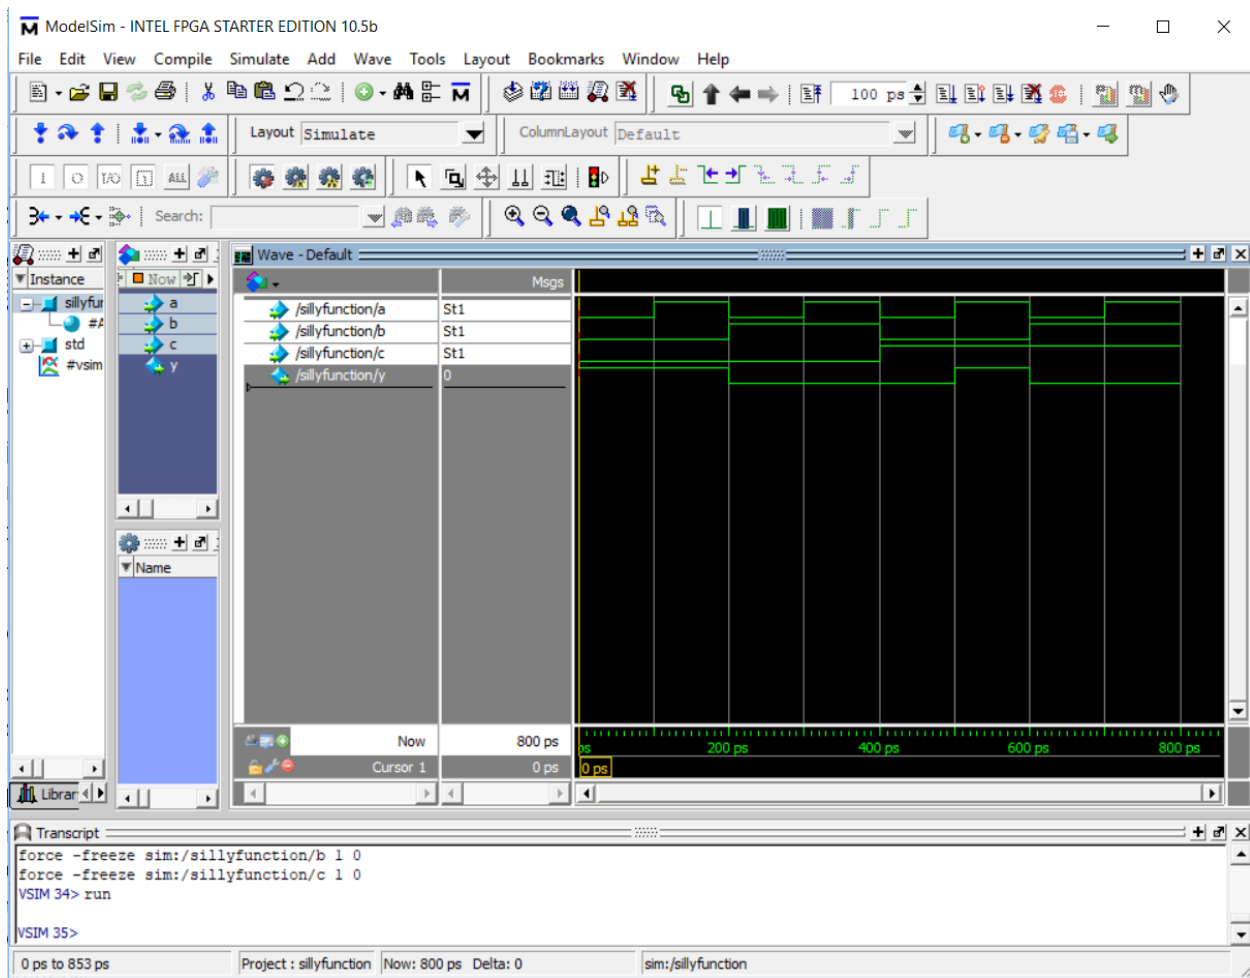 ModelSim - INTEL FPGA STARTER EDITION 10.5b
File Edit View Compile Simulate Add Wave Tools Layout Bookmarks Window Help
100 ps
Layout Simulate
ColumnLayout Default
Search:
Instance
sillyfur
#A
std
#vsim
Library
Now
a
b
c
y
Name
Wave - Default
Msgs
/sillyfunction/a St1
/sillyfunction/b St1
/sillyfunction/c St1
/sillyfunction/y 0
Now 800 ps
Cursor 1 0 ps
ps 200 ps 400 ps 600 ps 800 ps
0 ps
Transcript
force -freeze sim:/sillyfunction/b 1 0
force -freeze sim:/sillyfunction/c 1 0
VSIM 34> run
VSIM 35>
0 ps to 853 ps Project : sillyfunction Now: 800 ps Delta: 0 sim:/sillyfunction